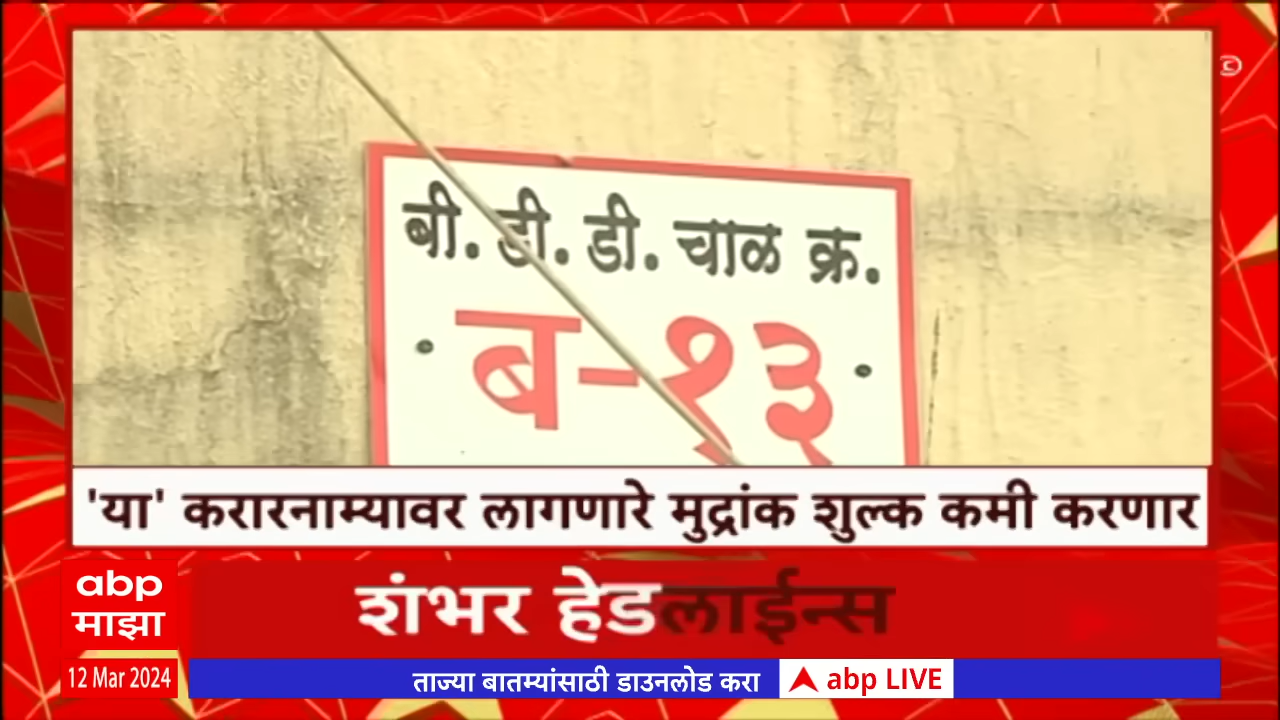 बी. डी. डी. चाळ क्र.
ब-१३
'या' करारनाम्यावर लागणारे मुद्रांक शुल्क कमी करणार
abp
माझा
शंभर हेडलाईन्स
12 Mar 2024
ताज्या बातम्यांसाठी डाउनलोड करा
abp LIVE